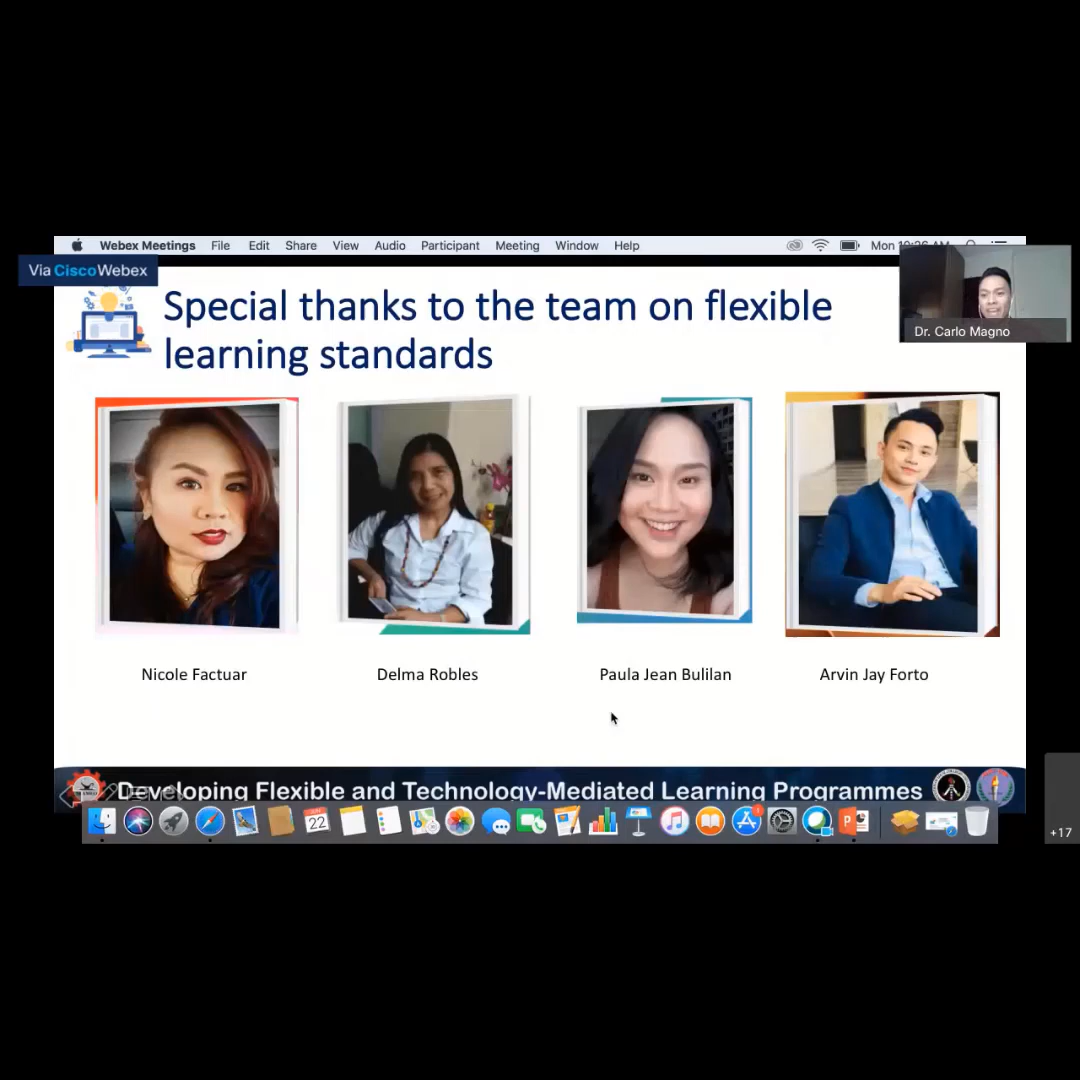 Webex Meetings File Edit Share View Audio Participant Meeting Window Help Mon
Via CiscoWebex
Special thanks to the team on flexible
learning standards
Dr. Carlo Magno
Nicole Factuar
Delma Robles
Paula Jean Bulilan
Arvin Jay Forto
Developing Flexible and Technology-Mediated Learning Programmes
22
+17